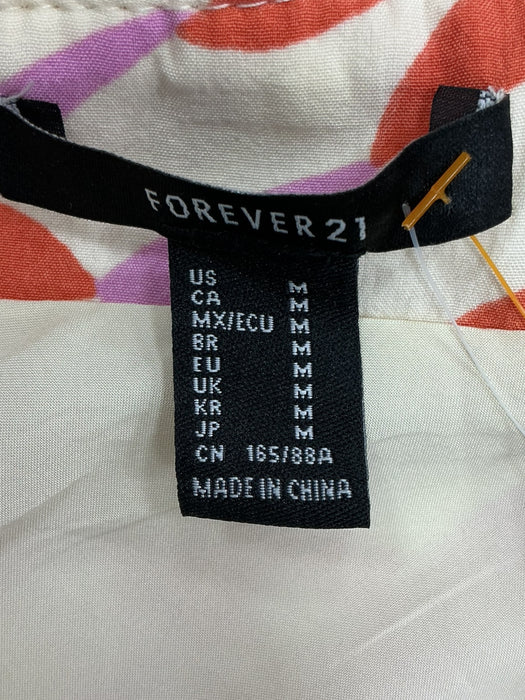 FOREVER 21
US M
CA M
MX/ECU M
BR M
EU M
UK M
KR M
JP M
CN 165/88A
MADE IN CHINA